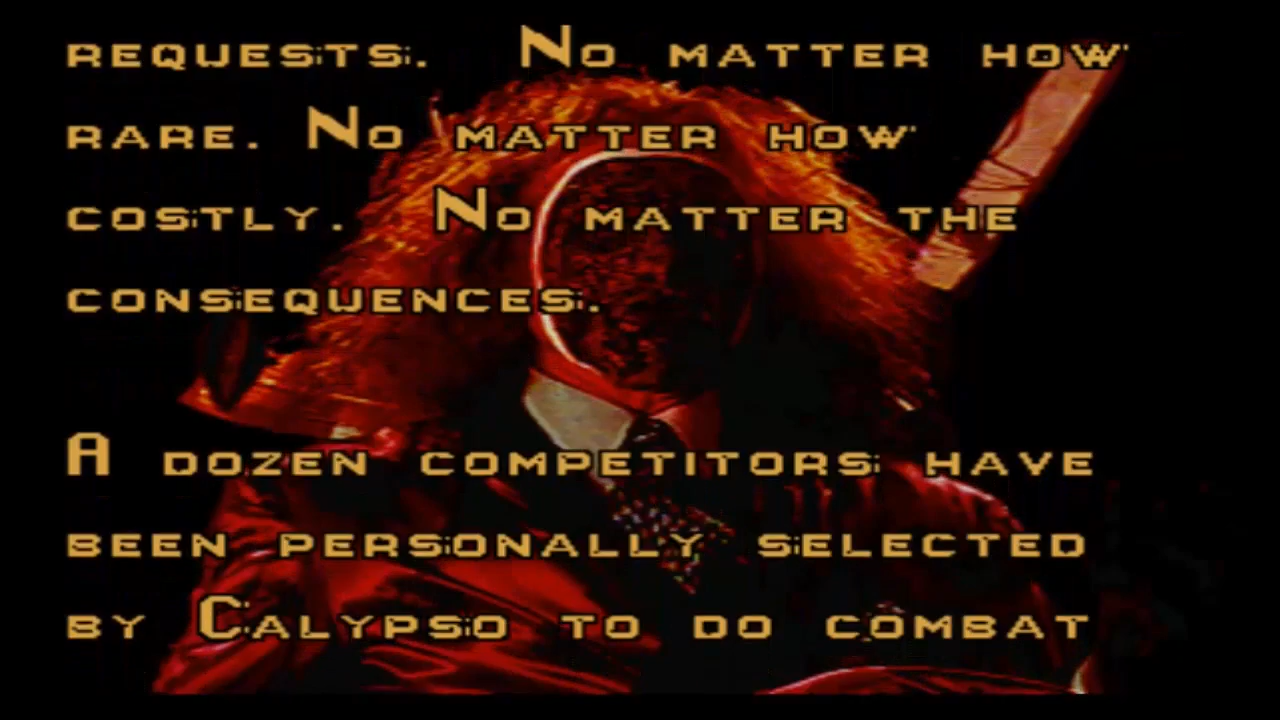 REQUESTS. NO MATTER HOW
RARE. NO MATTER HOW
COSTLY. NO MATTER THE
CONSEQUENCES.
A DOZEN COMPETITORS HAVE
BEEN PERSONALLY SELECTED
BY CALYPSO TO DO COMBAT